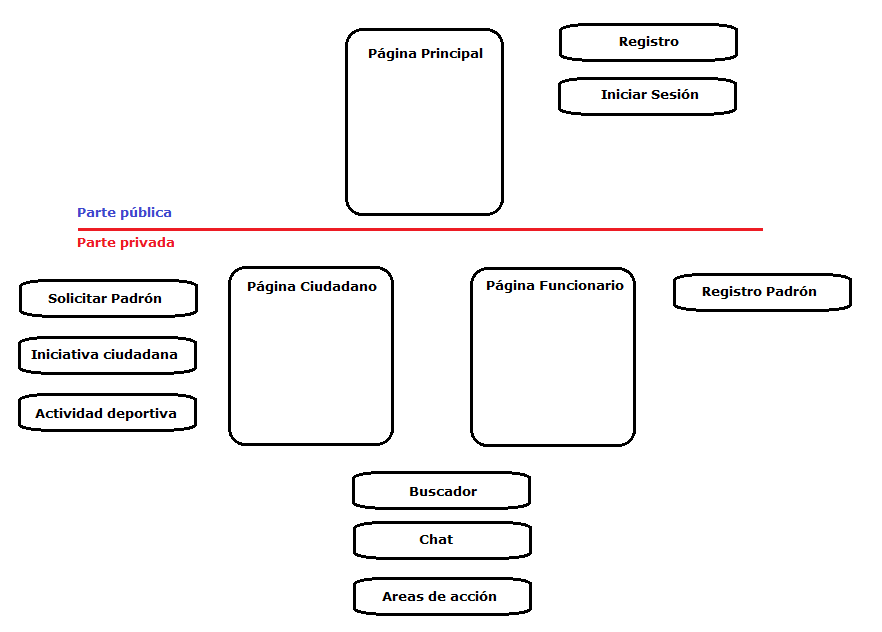 Página Principal
Registro
Iniciar Sesión
Parte pública
Parte privada
Solicitar Padrón
Iniciativa ciudadana
Actividad deportiva
Página Ciudadano
Página Funcionario
Registro Padrón
Buscador
Chat
Areas de acción